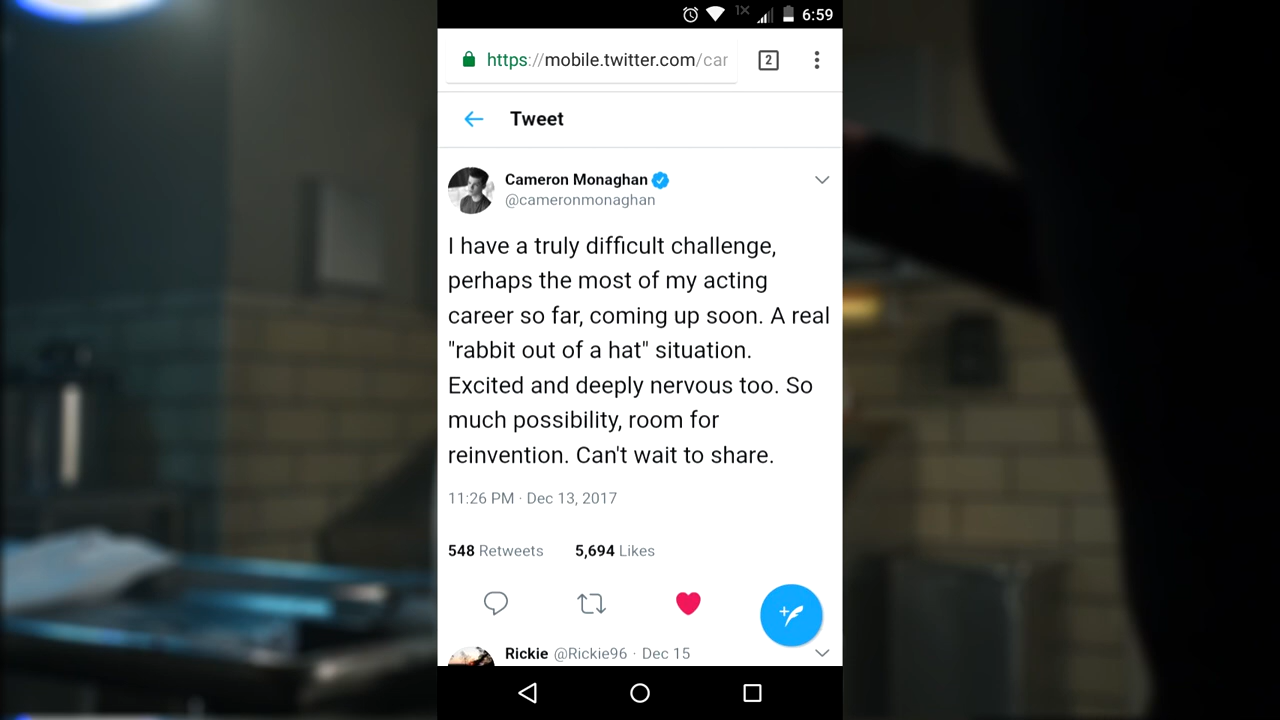 1X 6:59
https://mobile.twitter.com/car 2
Tweet
Cameron Monaghan
@cameronmonaghan
I have a truly difficult challenge,
perhaps the most of my acting
career so far, coming up soon. A real
"rabbit out of a hat" situation.
Excited and deeply nervous too. So
much possibility, room for
reinvention. Can't wait to share.
11:26 PM · Dec 13, 2017
548 Retweets 5,694 Likes
Rickie @Rickie96 · Dec 15